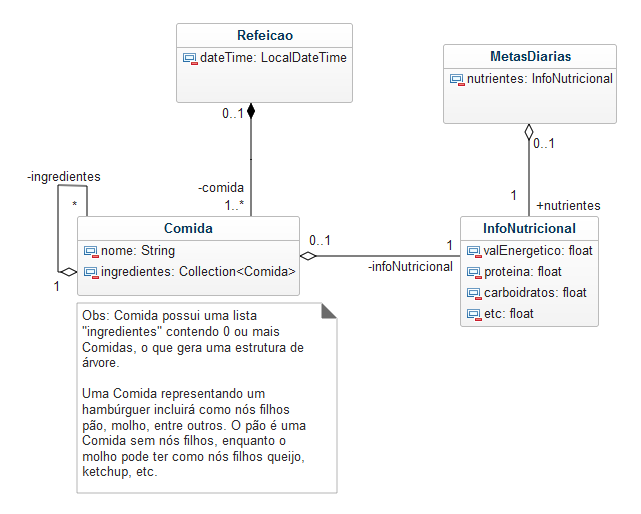 Refeicao
dateTime: LocalDateTime
MetasDiarias
nutrientes: InfoNutricional
0..1
0..1
-ingredientes
*
1
-comida
1..*
1
+nutrientes
Comida
nome: String
ingredientes: Collection<Comida>
0..1
1
-infoNutricional
InfoNutricional
valEnergetico: float
proteina: float
carboidratos: float
etc: float
Obs: Comida possui uma lista
"ingredientes" contendo 0 ou mais
Comidas, o que gera uma estrutura de
árvore.
Uma Comida representando um
hambúrguer incluirá como nós filhos
pão, molho, entre outros. O pão é uma
Comida sem nós filhos, enquanto o
molho pode ter como nós filhos queijo,
ketchup, etc.